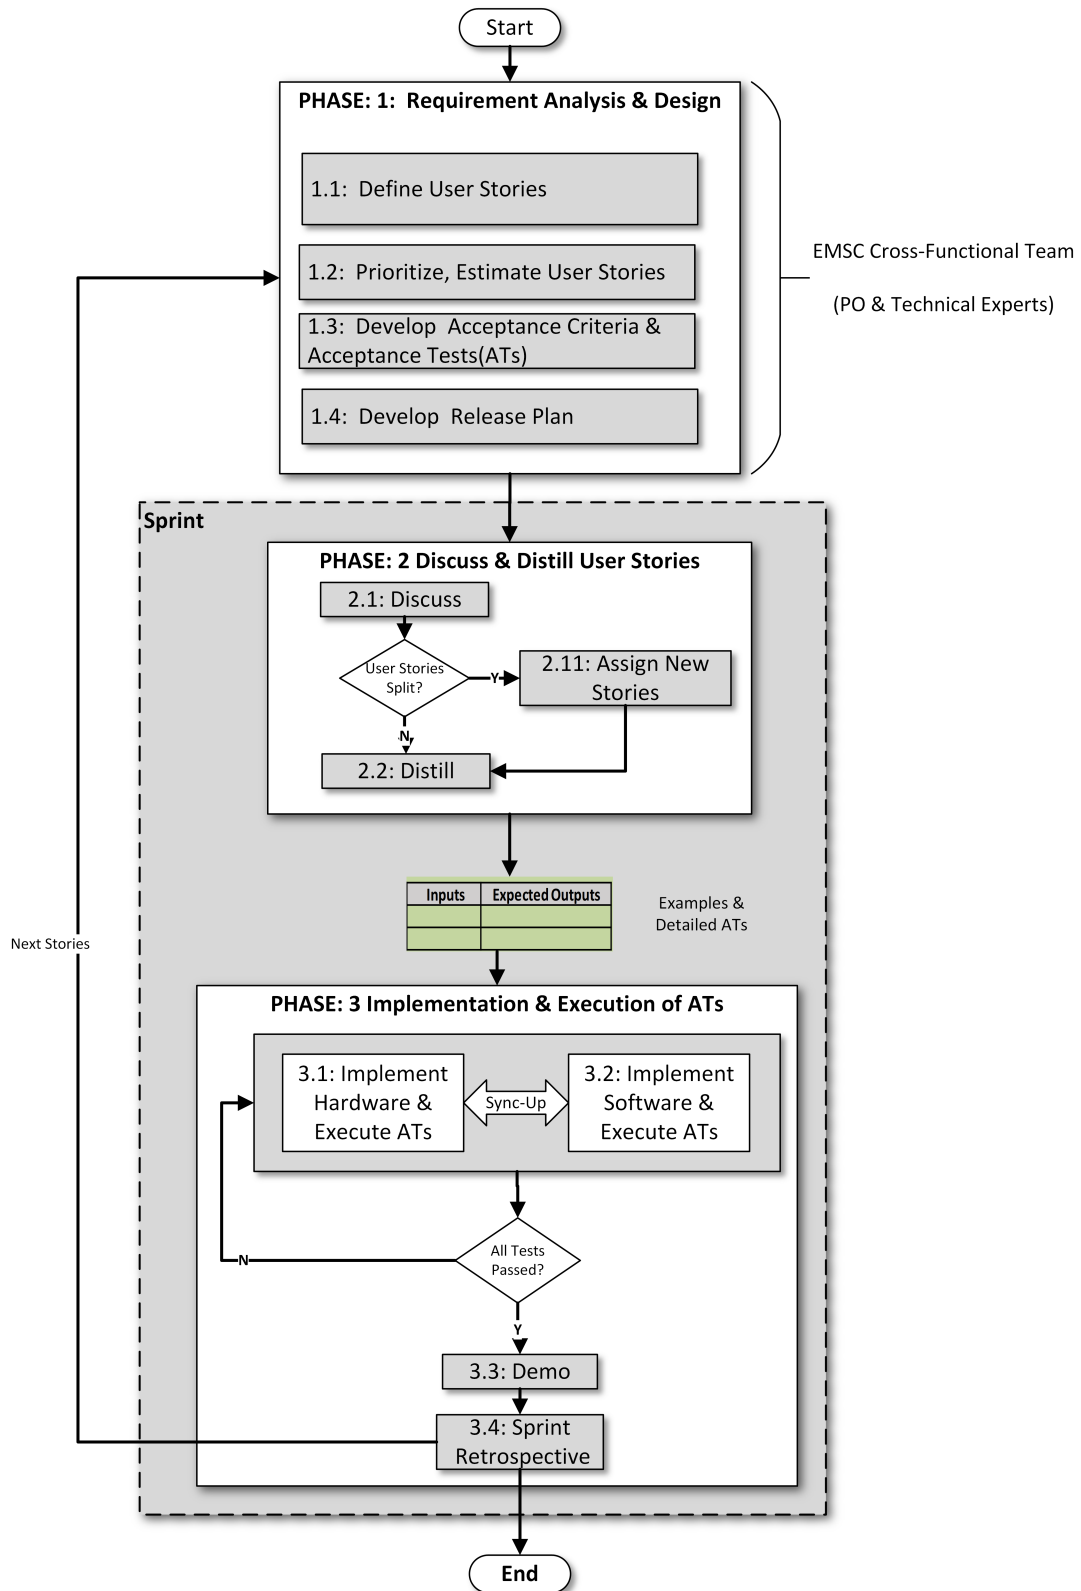 Start
PHASE: 1:  Requirement Analysis & Design
1.1:  Define User Stories
1.2:  Prioritize, Estimate User Stories
1.3:  Develop  Acceptance Criteria &
Acceptance Tests(ATs)
1.4:  Develop  Release Plan
EMSC Cross-Functional Team
(PO & Technical Experts)
Sprint
PHASE: 2 Discuss & Distill User Stories
2.1: Discuss
User Stories
Split?
Y
2.11: Assign New
Stories
N
2.2: Distill
Inputs
Expected Outputs
Examples &
Detailed ATs
Next Stories
PHASE: 3 Implementation & Execution of ATs
3.1: Implement
Hardware &
Execute ATs
Sync-Up
3.2: Implement
Software &
Execute ATs
All Tests
Passed?
N
Y
3.3: Demo
3.4: Sprint
Retrospective
End